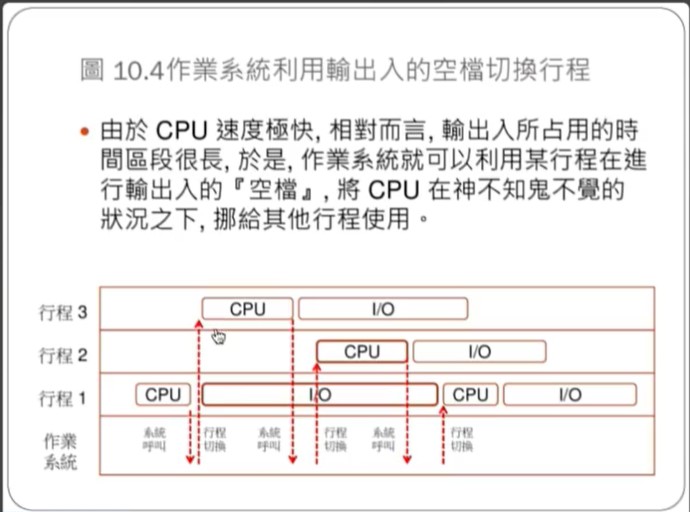 圖 10.4作業系統利用輸出入的空檔切換行程
• 由於 CPU 速度極快, 相對而言, 輸出入所占用的時
間區段很長, 於是, 作業系統就可以利用某行程在進
行輸出入的『空檔』, 將 CPU 在神不知鬼不覺的
狀況之下, 挪給其他行程使用。
行程 3
CPU
I/O
行程 2
CPU
I/O
行程 1
CPU
I/O
CPU
I/O
作業
系統
系統
呼叫
行程
切換
系統
呼叫
行程
切換
系統
呼叫
行程
切換